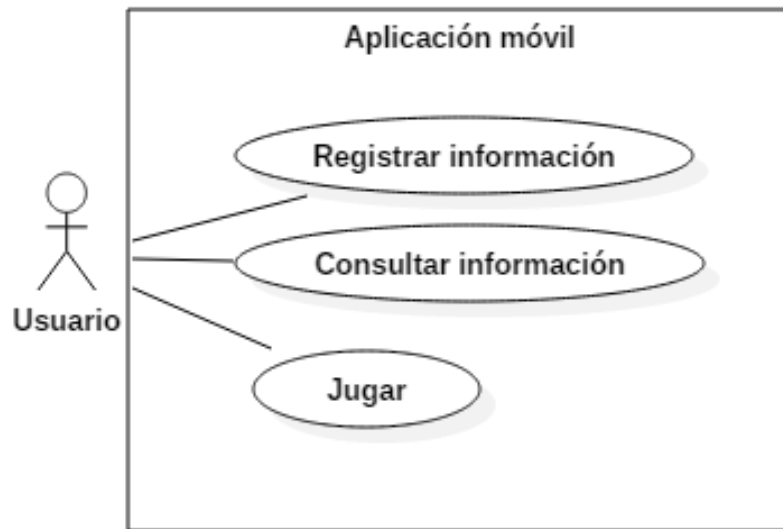 Aplicación móvil
Registrar información
Consultar información
Usuario
Jugar